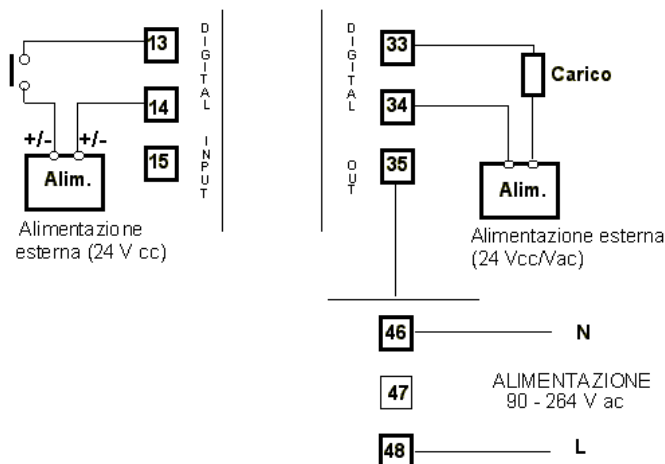 13
14
15
DIGITAL INPUT
+/- +/-
Alim.
Alimentazione
esterna (24 V cc)
DIGITAL OUT
33
34
35
Carico
Alim.
Alimentazione esterna
(24 Vcc/Vac)
46 N
47
ALIMENTAZIONE
90 - 264 V ac
48 L